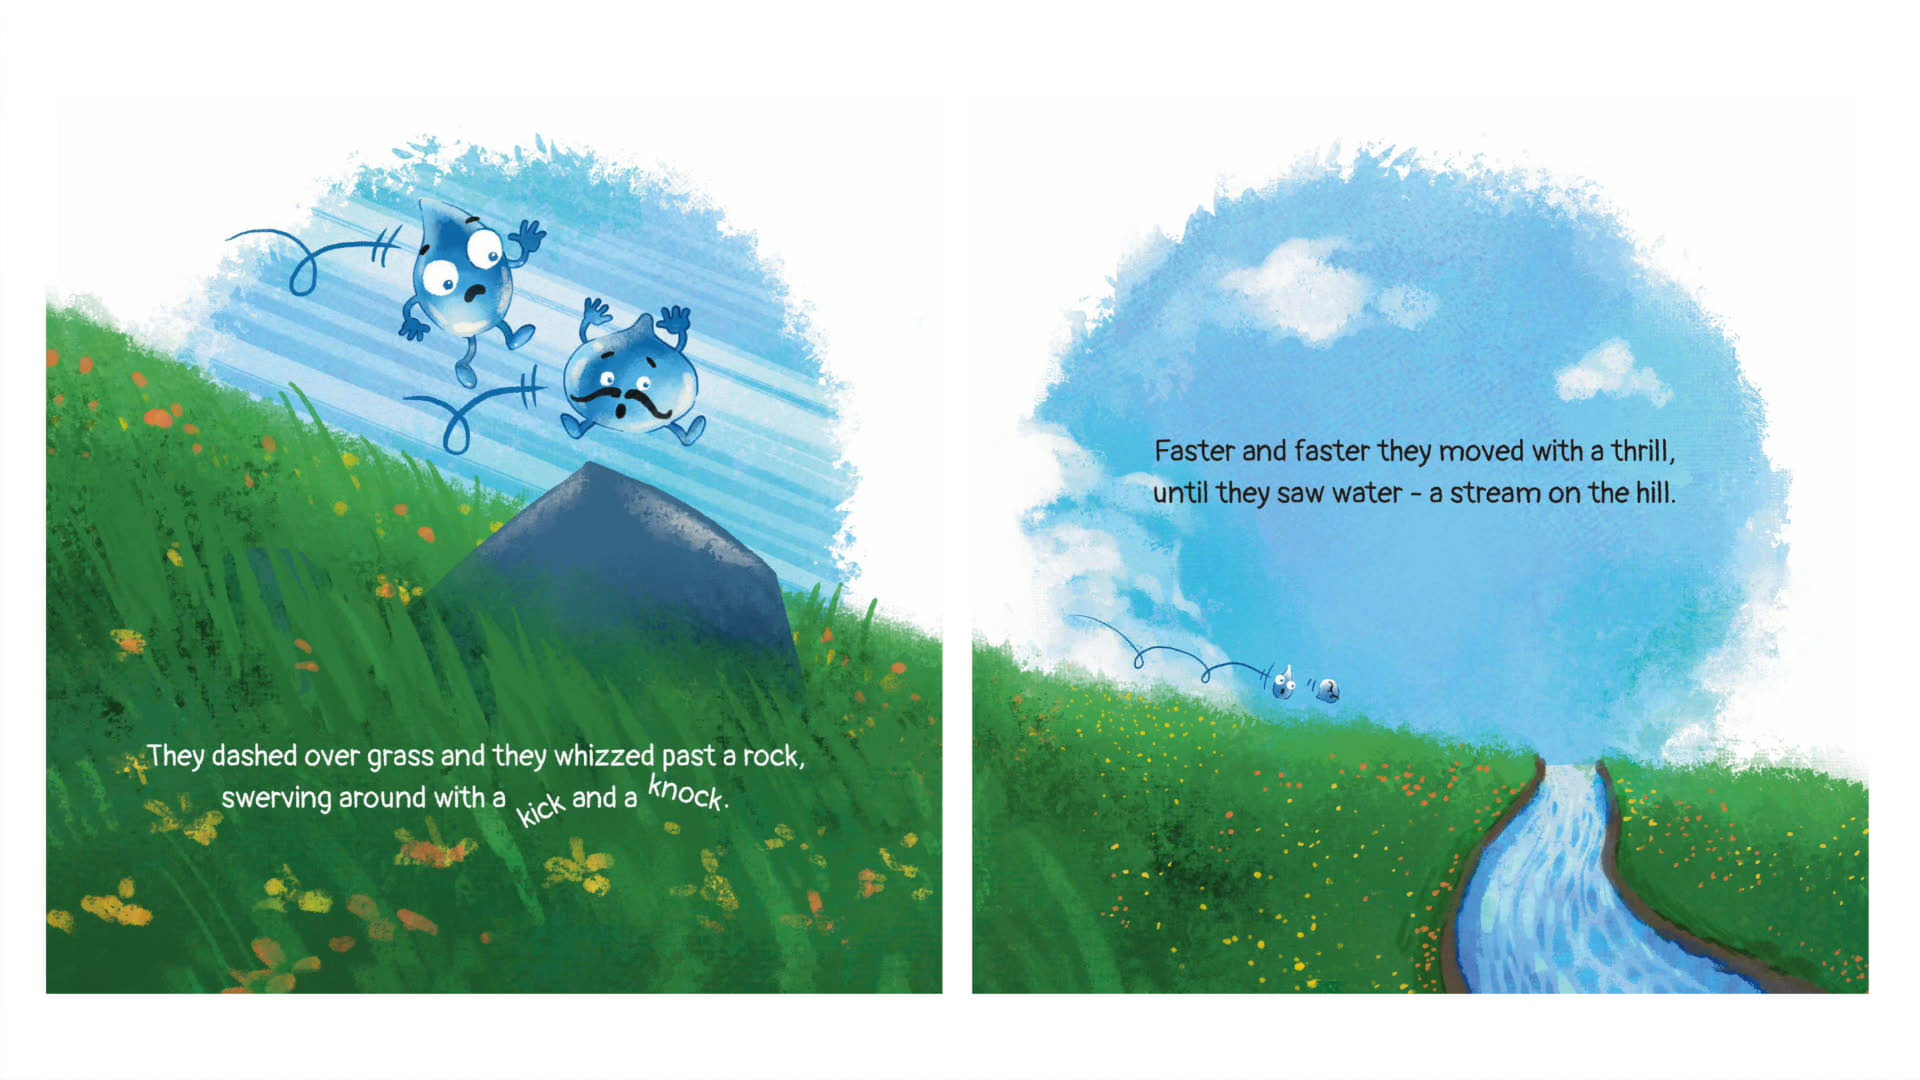 They dashed over grass and they whizzed past a rock,
swerving around with a kick and a knock.
Faster and faster they moved with a thrill,
until they saw water - a stream on the hill.